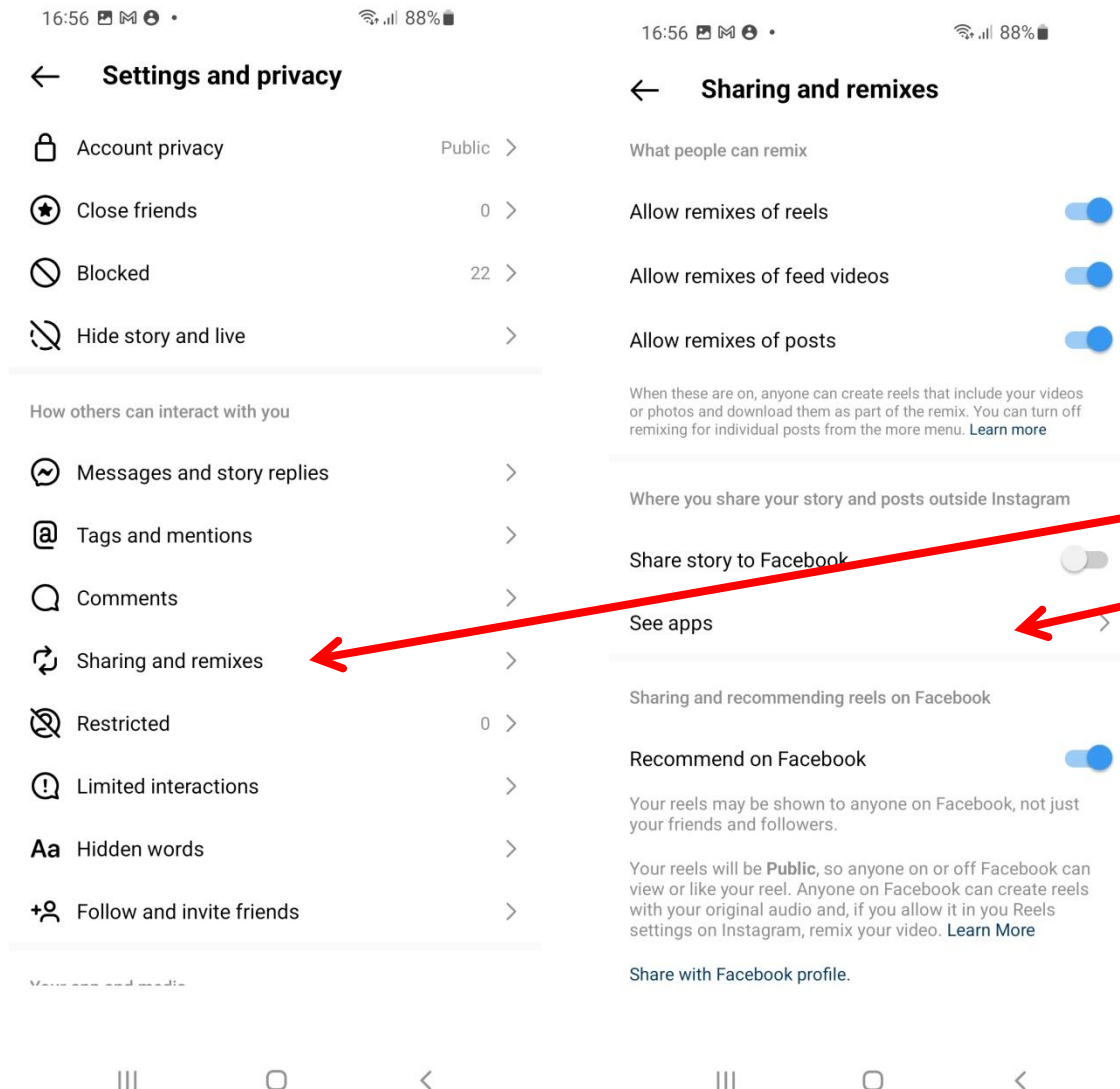 16:56 88%
Settings and privacy
Account privacy Public
Close friends 0
Blocked 22
Hide story and live
How others can interact with you
Messages and story replies
Tags and mentions
Comments
Sharing and remixes
Restricted 0
Limited interactions
Aa Hidden words
Follow and invite friends
Your app and media
16:56 88%
Sharing and remixes
What people can remix
Allow remixes of reels
Allow remixes of feed videos
Allow remixes of posts
When these are on, anyone can create reels that include your videos
or photos and download them as part of the remix. You can turn off
remixing for individual posts from the more menu. Learn more
Where you share your story and posts outside Instagram
Share story to Facebook
See apps
Sharing and recommending reels on Facebook
Recommend on Facebook
Your reels may be shown to anyone on Facebook, not just
your friends and followers.
Your reels will be Public, so anyone on or off Facebook can
view or like your reel. Anyone on Facebook can create reels
with your original audio and, if you allow it in you Reels
settings on Instagram, remix your video. Learn More
Share with Facebook profile.